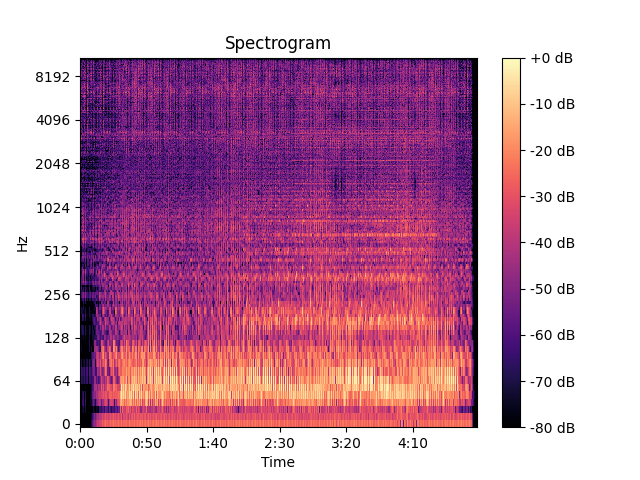 Spectrogram
Hz
8192
4096
2048
1024
512
256
128
64
0
0:00 0:50 1:40 2:30 3:20 4:10
Time
+0 dB
-10 dB
-20 dB
-30 dB
-40 dB
-50 dB
-60 dB
-70 dB
-80 dB